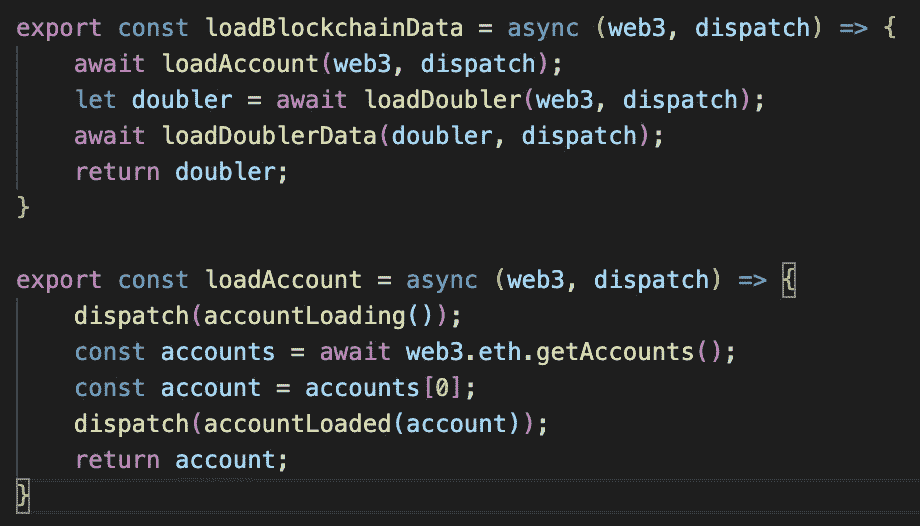 export const loadBlockchainData = async (web3, dispatch) => {
    await loadAccount(web3, dispatch);
    let doubler = await loadDoubler(web3, dispatch);
    await loadDoublerData(doubler, dispatch);
    return doubler;
}

export const loadAccount = async (web3, dispatch) => {
    dispatch(accountLoading());
    const accounts = await web3.eth.getAccounts();
    const account = accounts[0];
    dispatch(accountLoaded(account));
    return account;
}